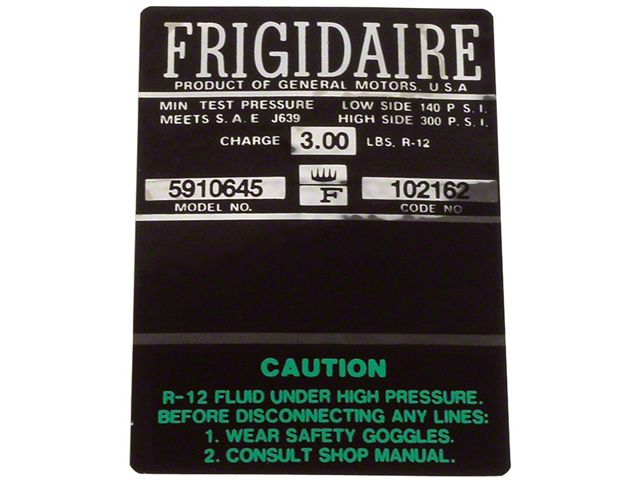 FRIGIDAIRE
PRODUCT OF GENERAL MOTORS. U.S.A
MIN TEST PRESSURE LOW SIDE 140 P.S.I.
MEETS S.A.E J639 HIGH SIDE 300 P.S.I.
CHARGE 3.00 LBS. R-12
5910645 F 102162
MODEL NO. CODE NO
CAUTION
R-12 FLUID UNDER HIGH PRESSURE.
BEFORE DISCONNECTING ANY LINES:
1. WEAR SAFETY GOGGLES.
2. CONSULT SHOP MANUAL.